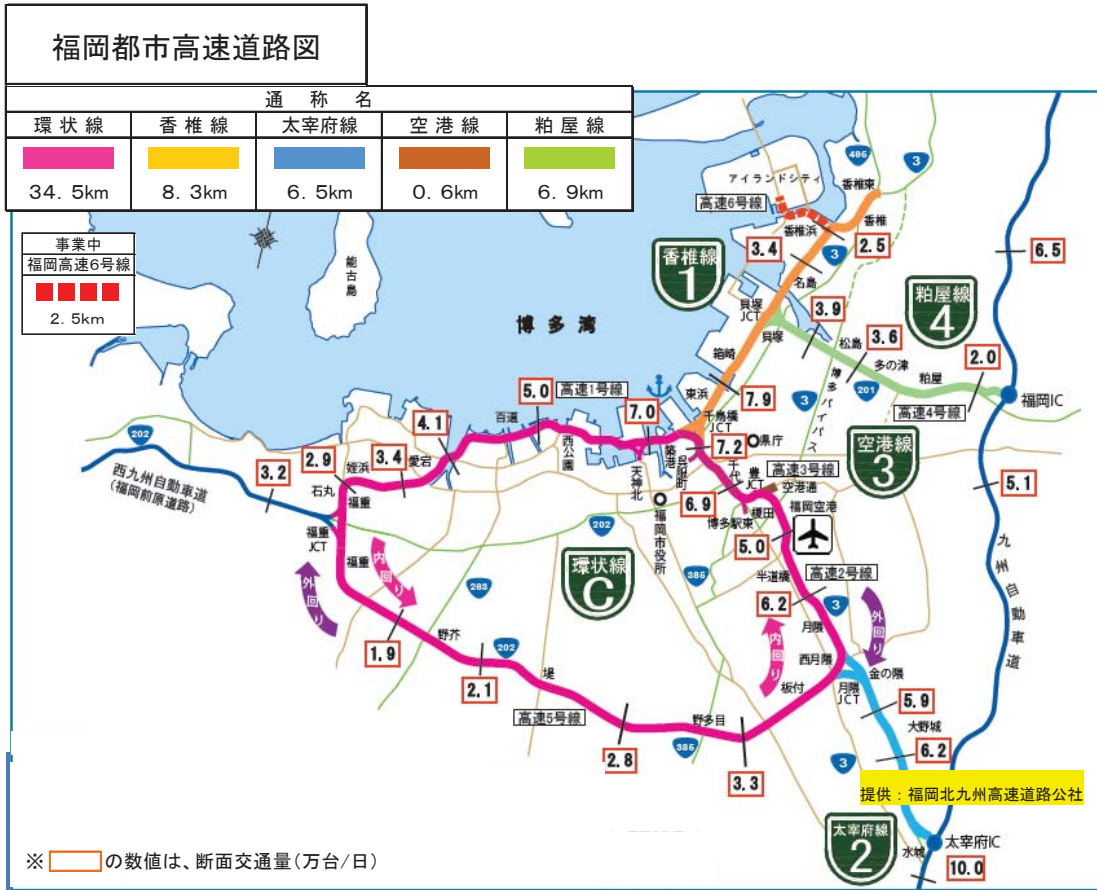 福岡都市高速道路図
通称名
環状線 香椎線 太宰府線 空港線 粕屋線
34.5km 8.3km 6.5km 0.6km 6.9km
事業中
福岡高速6号線
2.5km
能古島
博多湾
アイランドシティ
高速6号線
495
3
香椎東
香椎
香椎浜
2.5
3.4
3
名島
香椎線
1
貝塚
JCT
貝塚
3.9
粕屋線
4
6.5
3.6
松島
多の津
2.0
粕屋
201
高速4号線
福岡IC
箱崎
博多バイパス
東浜
7.9
3
千鳥橋
JCT
県庁
高速1号線
5.0
百道
西公園
7.0
天神北
築港
呉服町
7.2
千代
6.9
豊
JCT
高速3号線
空港通
空港線
3
榎田
福岡空港
博多駅東
5.0
半道橋
高速2号線
6.2
3
月隈
外回り
内回り
西月隈
板付
月隈
JCT
金の隈
5.9
大野城
6.2
3
5.1
九州自動車道
4.1
愛宕
3.4
姪浜
2.9
石丸
福重
3.2
202
西九州自動車道
(福岡前原道路)
福重
JCT
福重
外回り
内回り
202
福岡市役所
環状線
C
385
263
1.9
野芥
202
2.1
堤
高速5号線
2.8
野多目
385
3.3
提供:福岡北九州高速道路公社
太宰府線
2
太宰府IC
水城
10.0
※の数値は、断面交通量(万台/日)